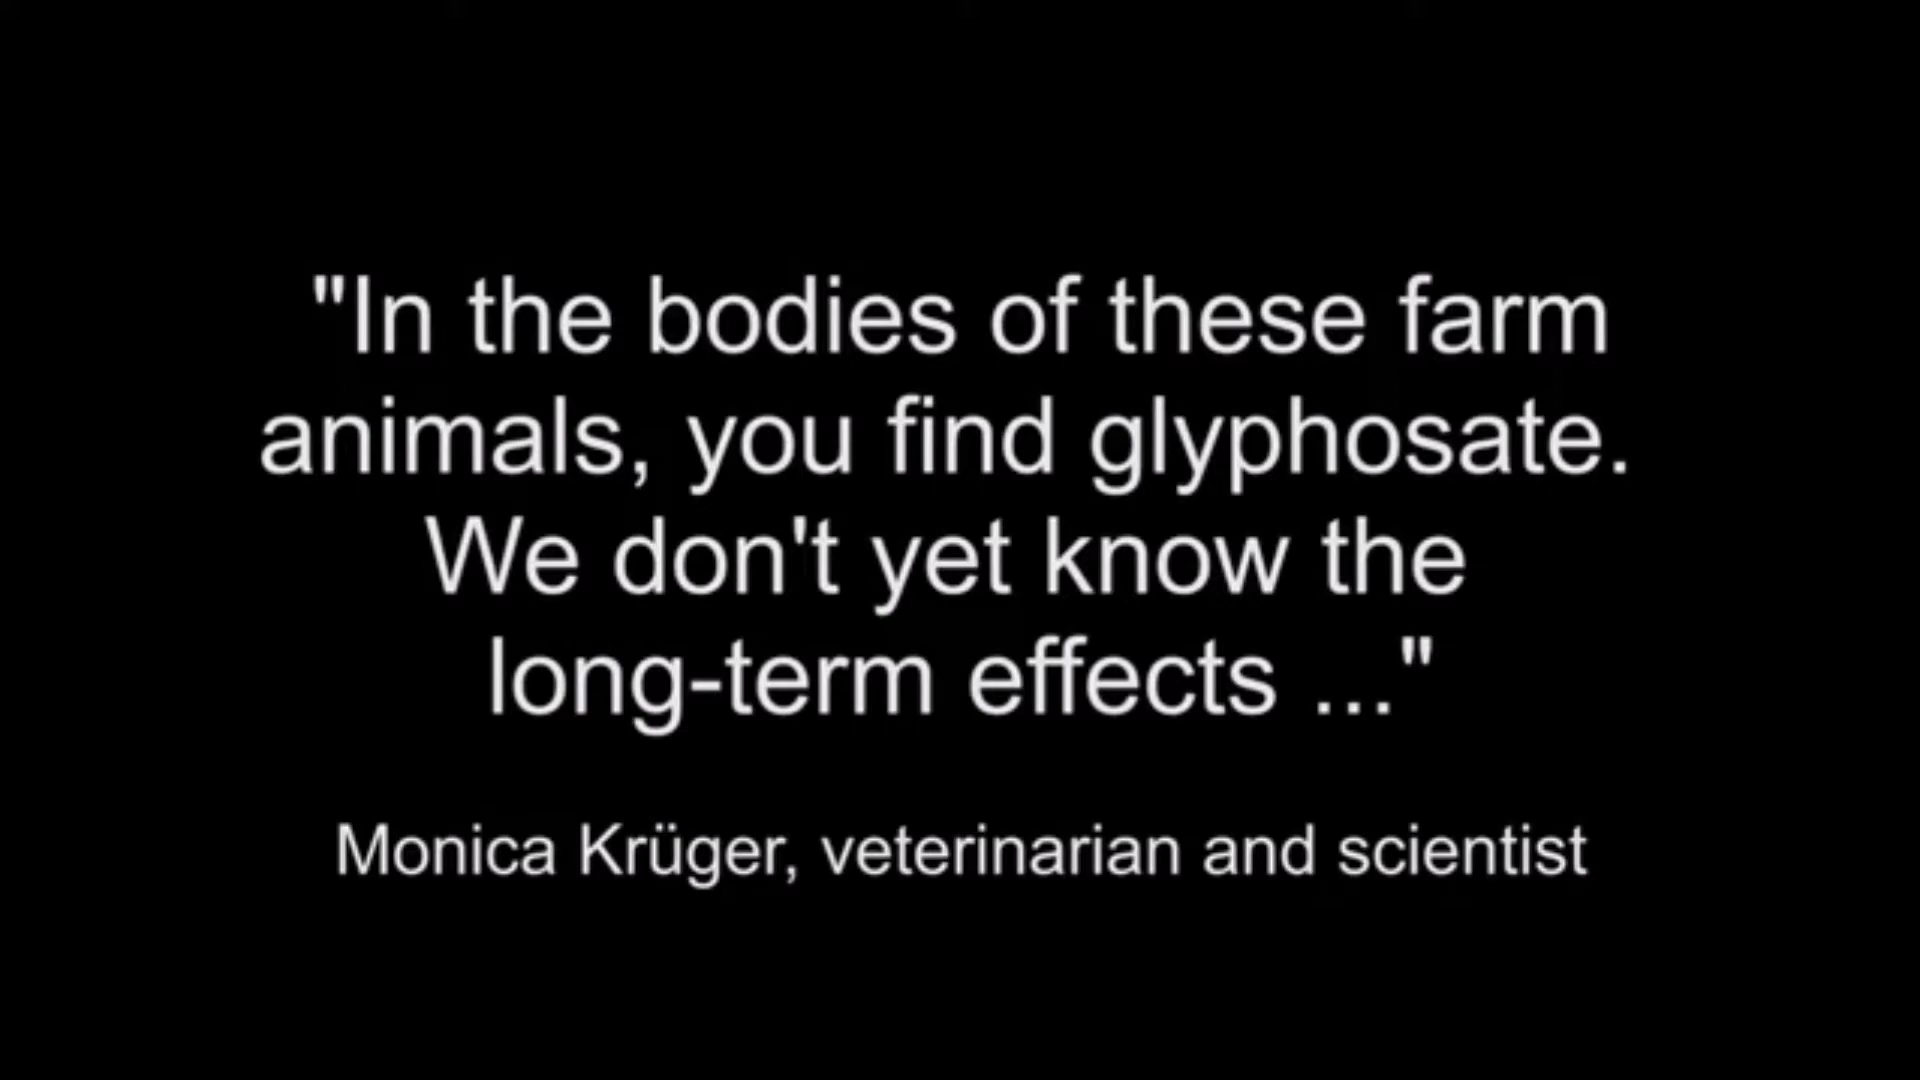 "In the bodies of these farm
animals, you find glyphosate.
We don't yet know the
long-term effects ..."
Monica Krüger, veterinarian and scientist